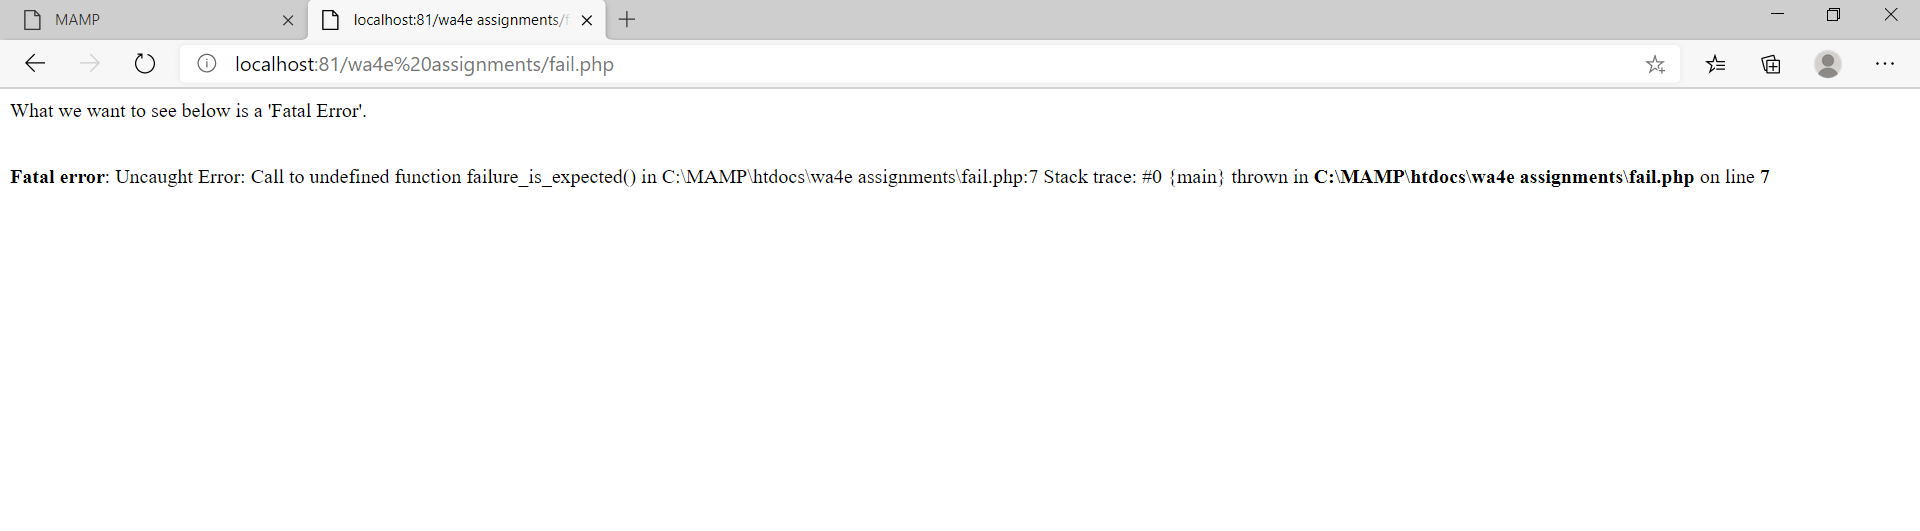 MAMP
localhost:81/wa4e assignments/f
localhost:81/wa4e%20assignments/fail.php
What we want to see below is a 'Fatal Error'.
Fatal error: Uncaught Error: Call to undefined function failure_is_expected() in C:\MAMP\htdocs\wa4e assignments\fail.php:7 Stack trace: #0 {main} thrown in C:\MAMP\htdocs\wa4e assignments\fail.php on line 7